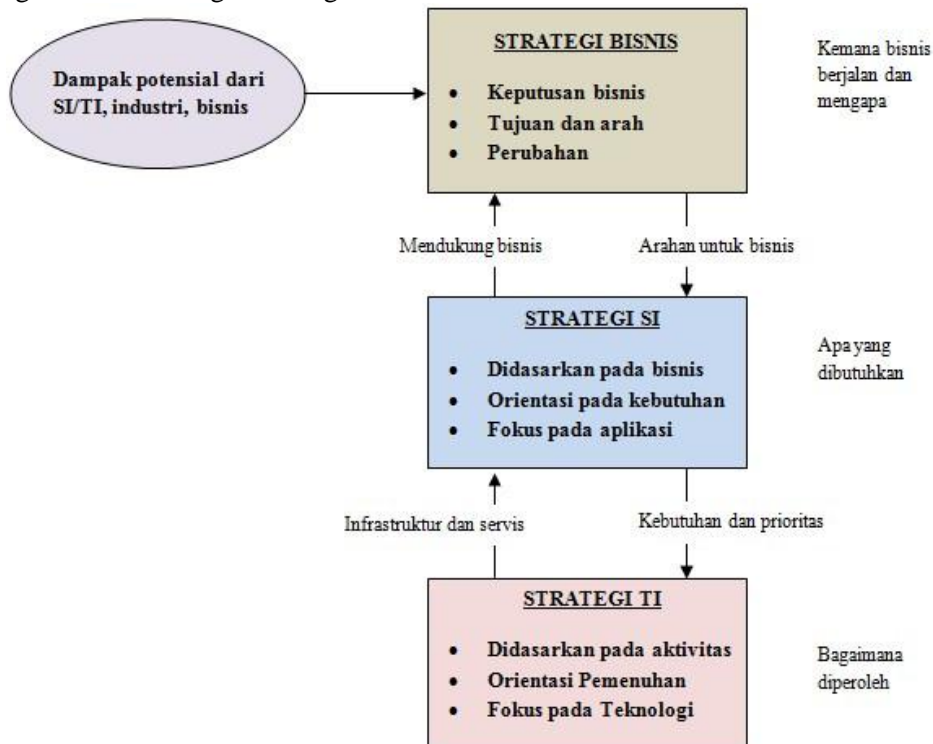 STRATEGI BISNIS
• Keputusan bisnis
• Tujuan dan arah
• Perubahan
Kemana bisnis
berjalan dan
mengapa
Dampak potensial dari
SI/TI, industri, bisnis
Mendukung bisnis
Arahan untuk bisnis
STRATEGI SI
• Didasarkan pada bisnis
• Orientasi pada kebutuhan
• Fokus pada aplikasi
Apa yang
dibutuhkan
Infrastruktur dan servis
Kebutuhan dan prioritas
STRATEGI TI
• Didasarkan pada aktivitas
• Orientasi Pemenuhan
• Fokus pada Teknologi
Bagaimana
diperoleh